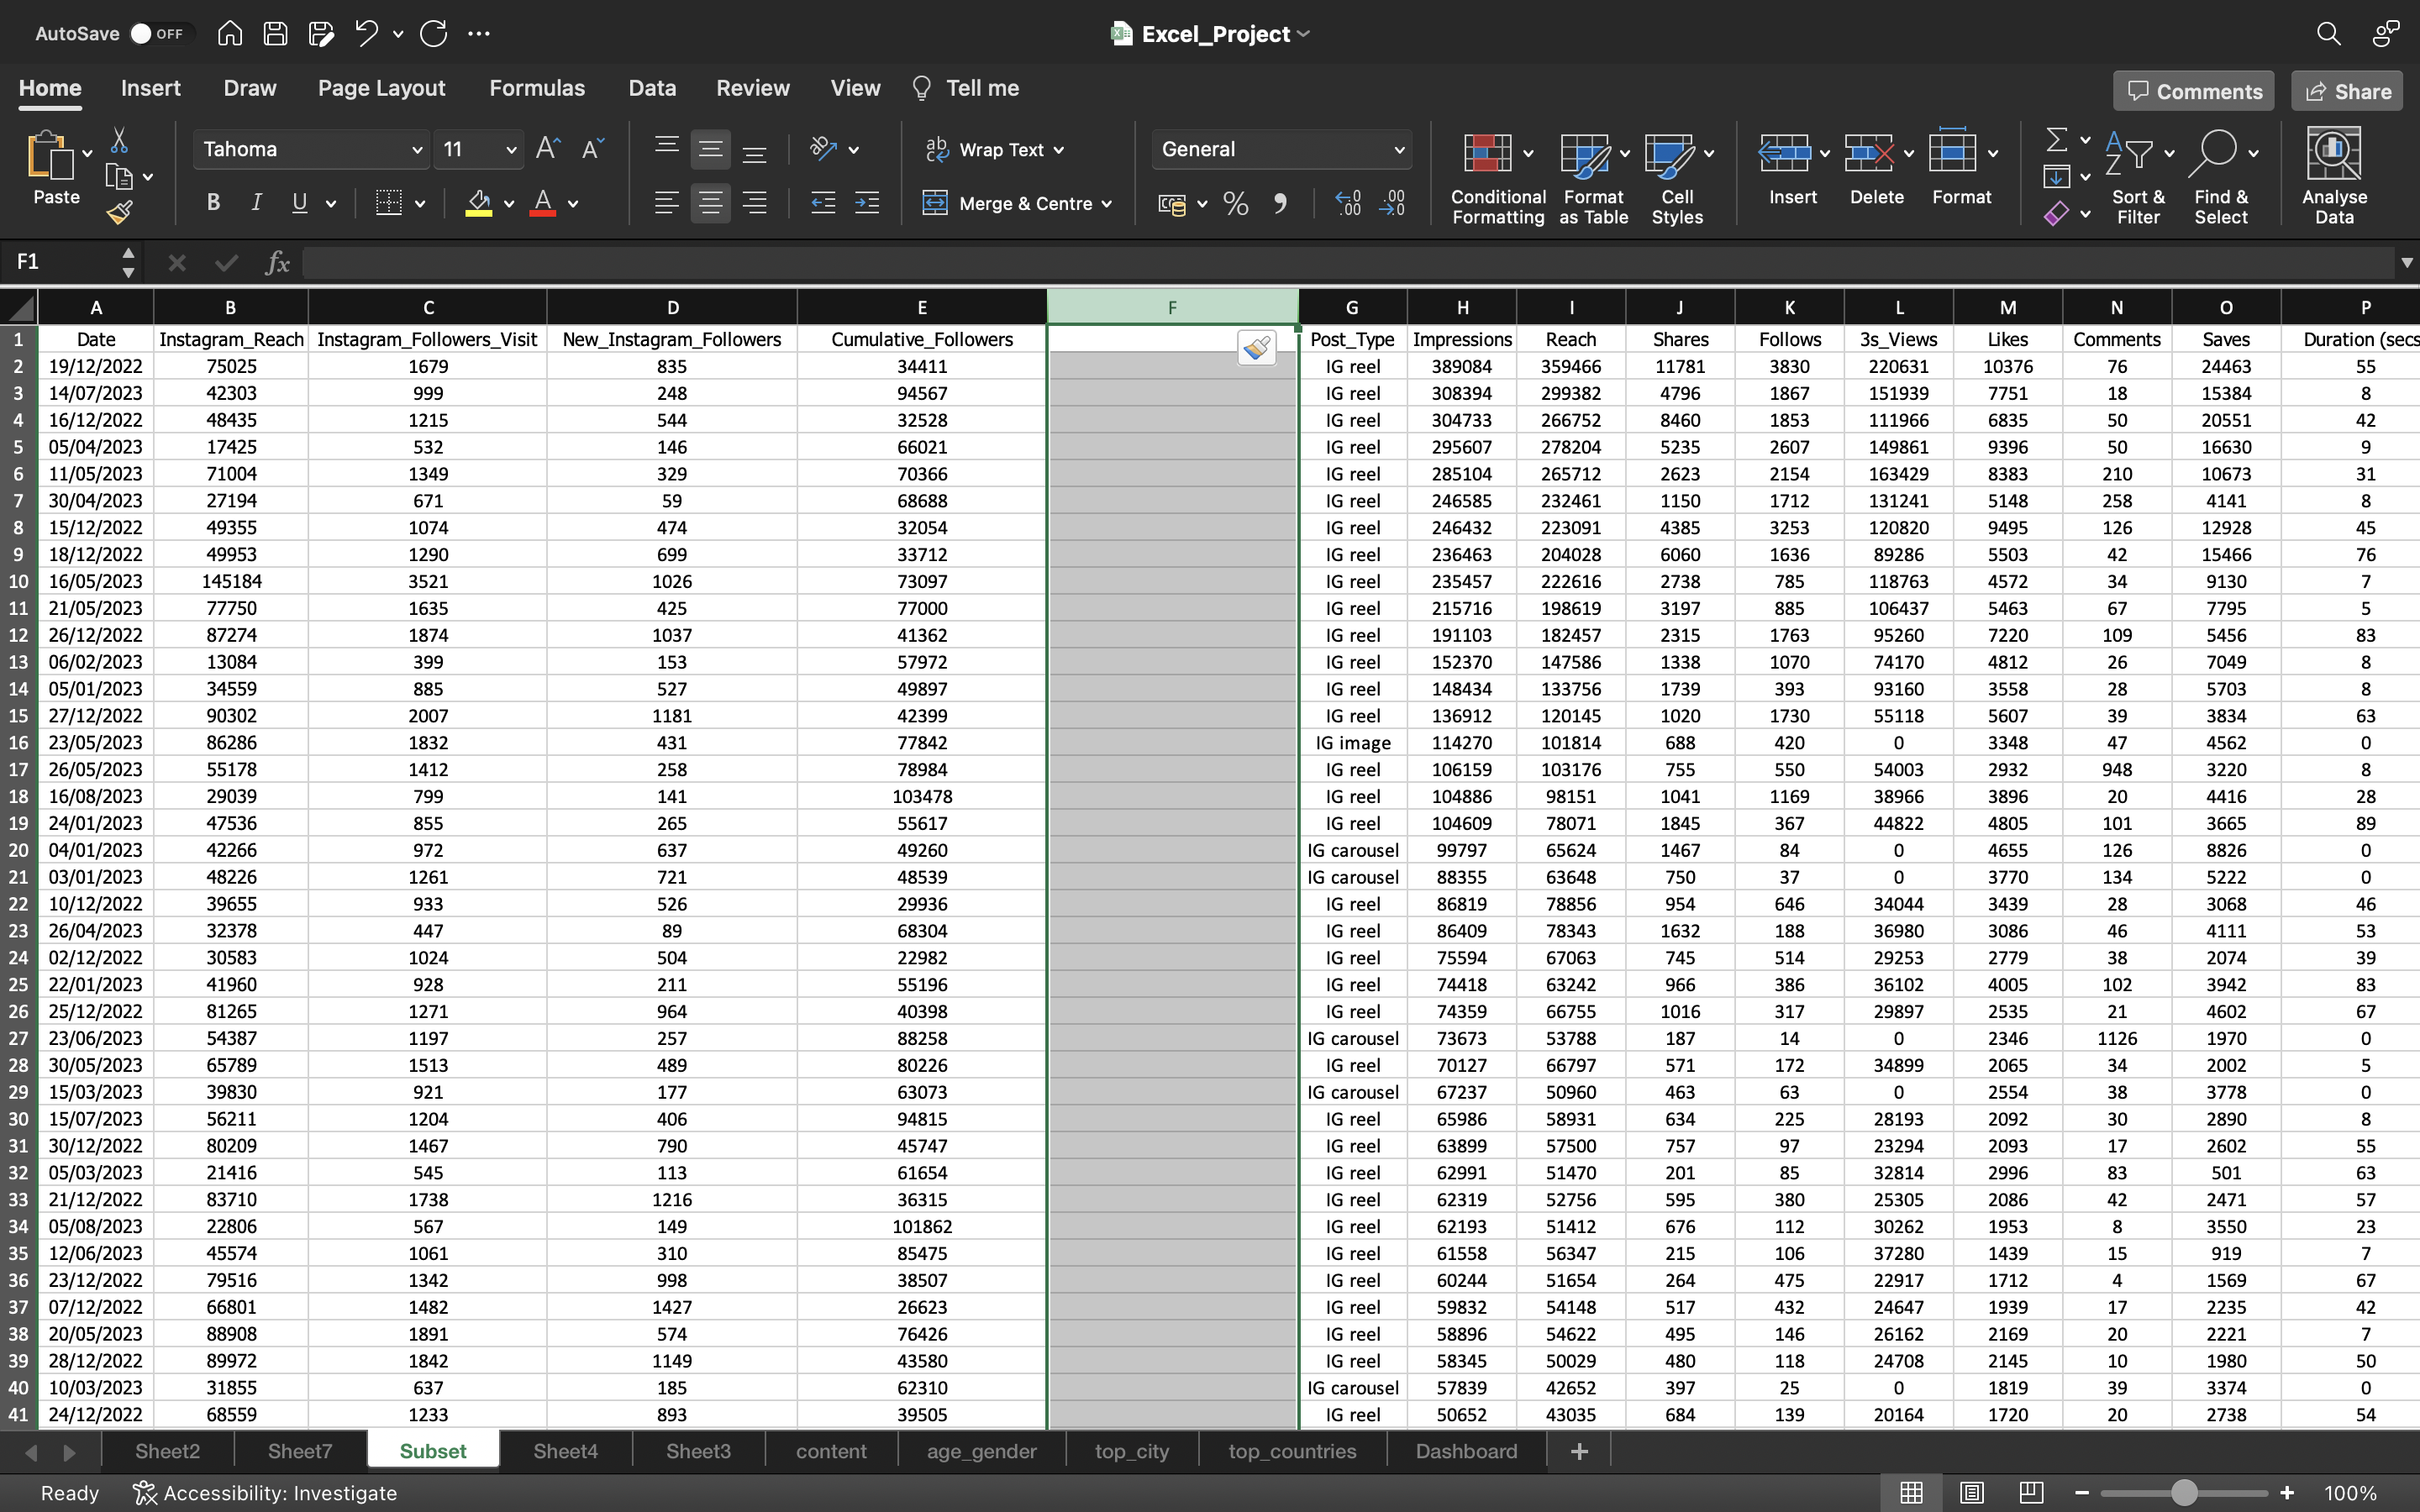 AutoSave OFF Excel_Project
Home Insert Draw Page Layout Formulas Data Review View Tell me Comments Share
Paste Tahoma 11 A A ab c Wrap Text General Conditional Formatting Format as Table Cell Styles Insert Delete Format Sort & Filter Find & Select Analyse Data
B I U A Merge & Centre % 9 .00 .00 .0
F1 fx
A B C D E F G H I J K L M N O P
1 Date Instagram_Reach Instagram_Followers_Visit New_Instagram_Followers Cumulative_Followers Post_Type Impressions Reach Shares Follows 3s_Views Likes Comments Saves Duration (secs
2 19/12/2022 75025 1679 835 34411 IG reel 389084 359466 11781 3830 220631 10376 76 24463 55
3 14/07/2023 42303 999 248 94567 IG reel 308394 299382 4796 1867 151939 7751 18 15384 8
4 16/12/2022 48435 1215 544 32528 IG reel 304733 266752 8460 1853 111966 6835 50 20551 42
5 05/04/2023 17425 532 146 66021 IG reel 295607 278204 5235 2607 149861 9396 50 16630 9
6 11/05/2023 71004 1349 329 70366 IG reel 285104 265712 2623 2154 163429 8383 210 10673 31
7 30/04/2023 27194 671 59 68688 IG reel 246585 232461 1150 1712 131241 5148 258 4141 8
8 15/12/2022 49355 1074 474 32054 IG reel 246432 223091 4385 3253 120820 9495 126 12928 45
9 18/12/2022 49953 1290 699 33712 IG reel 236463 204028 6060 1636 89286 5503 42 15466 76
10 16/05/2023 145184 3521 1026 73097 IG reel 235457 222616 2738 785 118763 4572 34 9130 7
11 21/05/2023 77750 1635 425 77000 IG reel 215716 198619 3197 885 106437 5463 67 7795 5
12 26/12/2022 87274 1874 1037 41362 IG reel 191103 182457 2315 1763 95260 7220 109 5456 83
13 06/02/2023 13084 399 153 57972 IG reel 152370 147586 1338 1070 74170 4812 26 7049 8
14 05/01/2023 34559 885 527 49897 IG reel 148434 133756 1739 393 93160 3558 28 5703 8
15 27/12/2022 90302 2007 1181 42399 IG reel 136912 120145 1020 1730 55118 5607 39 3834 63
16 23/05/2023 86286 1832 431 77842 IG image 114270 101814 688 420 0 3348 47 4562 0
17 26/05/2023 55178 1412 258 78984 IG reel 106159 103176 755 550 54003 2932 948 3220 8
18 16/08/2023 29039 799 141 103478 IG reel 104886 98151 1041 1169 38966 3896 20 4416 28
19 24/01/2023 47536 855 265 55617 IG reel 104609 78071 1845 367 44822 4805 101 3665 89
20 04/01/2023 42266 972 637 49260 IG carousel 99797 65624 1467 84 0 4655 126 8826 0
21 03/01/2023 48226 1261 721 48539 IG carousel 88355 63648 750 37 0 3770 134 5222 0
22 10/12/2022 39655 933 526 29936 IG reel 86819 78856 954 646 34044 3439 28 3068 46
23 26/04/2023 32378 447 89 68304 IG reel 86409 78343 1632 188 36980 3086 46 4111 53
24 02/12/2022 30583 1024 504 22982 IG reel 75594 67063 745 514 29253 2779 38 2074 39
25 22/01/2023 41960 928 211 55196 IG reel 74418 63242 966 386 36102 4005 102 3942 83
26 25/12/2022 81265 1271 964 40398 IG reel 74359 66755 1016 317 29897 2535 21 4602 67
27 23/06/2023 54387 1197 257 88258 IG carousel 73673 53788 187 14 0 2346 1126 1970 0
28 30/05/2023 65789 1513 489 80226 IG reel 70127 66797 571 172 34899 2065 34 2002 5
29 15/03/2023 39830 921 177 63073 IG carousel 67237 50960 463 63 0 2554 38 3778 0
30 15/07/2023 56211 1204 406 94815 IG reel 65986 58931 634 225 28193 2092 30 2890 8
31 30/12/2022 80209 1467 790 45747 IG reel 63899 57500 757 97 23294 2093 17 2602 55
32 05/03/2023 21416 545 113 61654 IG reel 62991 51470 201 85 32814 2996 83 501 63
33 21/12/2022 83710 1738 1216 36315 IG reel 62319 52756 595 380 25305 2086 42 2471 57
34 05/08/2023 22806 567 149 101862 IG reel 62193 51412 676 112 30262 1953 8 3550 23
35 12/06/2023 45574 1061 310 85475 IG reel 61558 56347 215 106 37280 1439 15 919 7
36 23/12/2022 79516 1342 998 38507 IG reel 60244 51654 264 475 22917 1712 4 1569 67
37 07/12/2022 66801 1482 1427 26623 IG reel 59832 54148 517 432 24647 1939 17 2235 42
38 20/05/2023 88908 1891 574 76426 IG reel 58896 54622 495 146 26162 2169 20 2221 7
39 28/12/2022 89972 1842 1149 43580 IG reel 58345 50029 480 118 24708 2145 10 1980 50
40 10/03/2023 31855 637 185 62310 IG carousel 57839 42652 397 25 0 1819 39 3374 0
41 24/12/2022 68559 1233 893 39505 IG reel 50652 43035 684 139 20164 1720 20 2738 54
Sheet2 Sheet7 Subset Sheet4 Sheet3 content age_gender top_city top_countries Dashboard +
Ready Accessibility: Investigate 100%